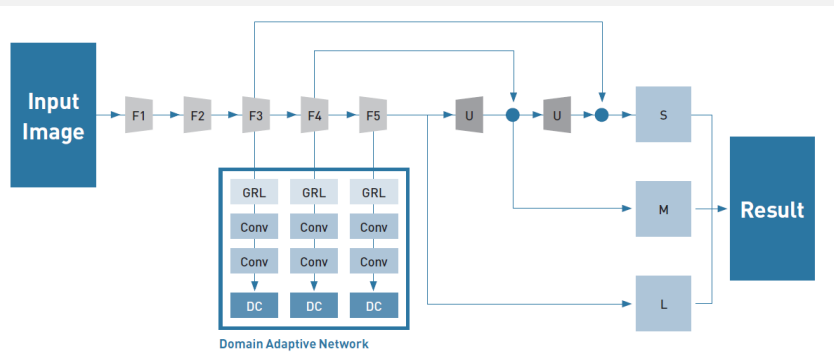 Input
Image
F1
F2
F3
F4
F5
U
U
S
GRL
GRL
GRL
Conv
Conv
Conv
Conv
Conv
Conv
DC
DC
DC
Domain Adaptive Network
M
L
Result